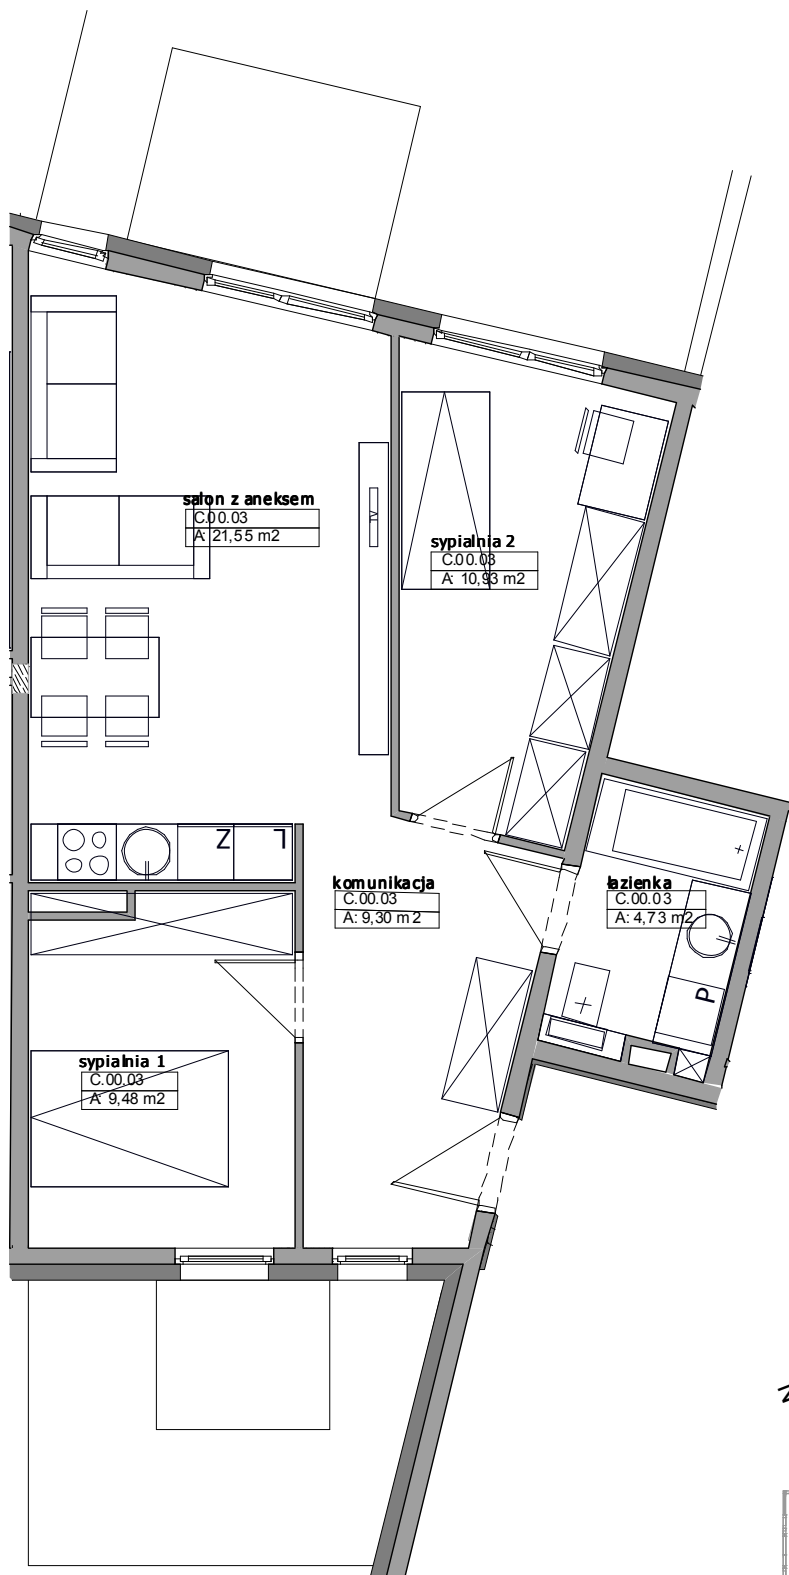 salon z aneksem
C.00.03
A: 21,55 m2
TV
sypialnia 2
C.00.03
A: 10,93 m2
Z
L
komunikacja
C.00.03
A: 9,30 m2
łazienka
C.00.03
A: 4,73 m2
P
sypialnia 1
C.00.03
A: 9,48 m2